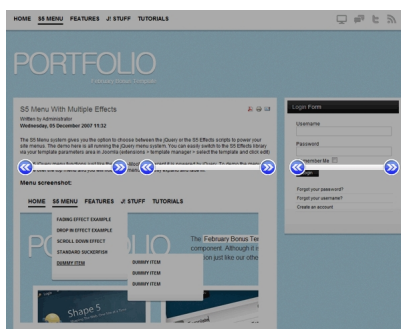 HOME S5 MENU FEATURES J! STUFF TUTORIALS
PORTFOLIO
February Bonus Template
S5 Menu With Multiple Effects
Written by Administrator
Wednesday, 05 December 2007 11:32
The S5 Menu system gives you the option to choose between the jQuery or the S5 Effects scripts to power your
site menus. The demo here is all running the jQuery menu system. You can easily switch to the S5 Effects library
via your template parameters area in Joomla (extensions > template manager > select the template and click edit)
Menu screenshot:
HOME S5 MENU FEATURES J! STUFF TUTORIALS
FADING EFFECT EXAMPLE
DROP IN EFFECT EXAMPLE
SCROLL DOWN EFFECT
STANDARD SUCKERFISH
DUMMY ITEM
DUMMY ITEM
DUMMY ITEM
DUMMY ITEM
The February Bonus Te
component. Although it
ion just like our othe
Shape 5
Login Form
Username
Password
Remember Me
Login
Forgot your password?
Forgot your username?
Create an account